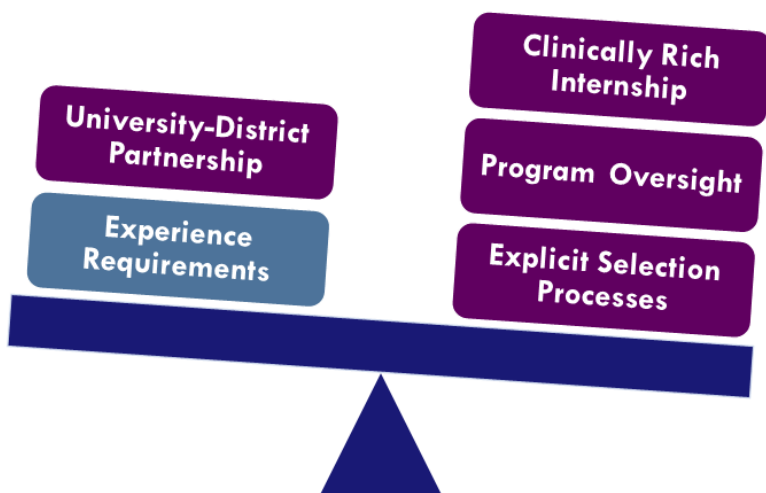 University-District
Partnership
Experience
Requirements
Clinically Rich
Internship
Program Oversight
Explicit Selection
Processes